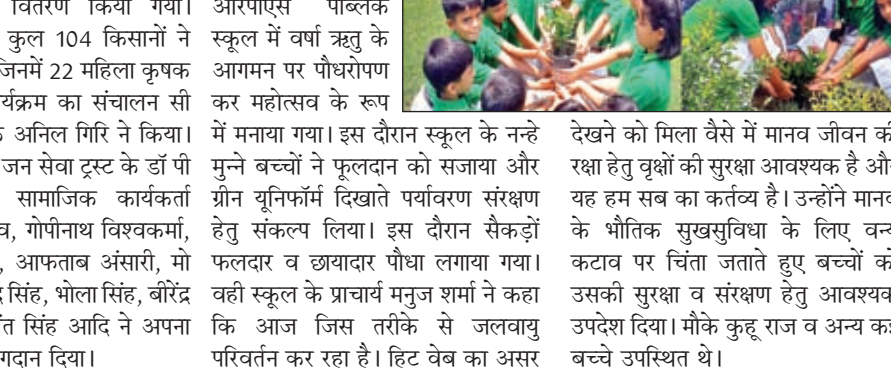 वितरण किया गया।
कुल 104 किसानों ने
जिनमें 22 महिला कृषक
का संचालन सी
अनिल गिरि ने किया।
जन सेवा ट्रस्ट के डॉ पी
सामाजिक कार्यकर्ता
गोपीनाथ विश्वकर्मा,
आफताब अंसारी, मो
सिंह, भोला सिंह, बीरेंद्र
सिंह आदि ने अपना
दिया।
आरपीएस पब्लिक
स्कूल में वर्षा ऋतु के
आगमन पर पौधरोपण
कर महोत्सव के रूप
में मनाया गया। इस दौरान स्कूल के नन्हे
मुन्ने बच्चों ने फूलदान को सजाया और
ग्रीन यूनिफॉर्म दिखाते पर्यावरण संरक्षण
हेतु संकल्प लिया। इस दौरान सैकड़ों
फलदार व छायादार पौधा लगाया गया।
वही स्कूल के प्राचार्य मनुज शर्मा ने कहा
कि आज जिस तरीके से जलवायु
परिवर्तन कर रहा है। हिट वेब का असर
देखने को मिला वैसे में मानव जीवन की
रक्षा हेतु वृक्षों की सुरक्षा आवश्यक है और
यह हम सब का कर्तव्य है। उन्होंने मानव
के भौतिक सुखसुविधा के लिए वन्य
कटाव पर चिंता जताते हुए बच्चों को
उसकी सुरक्षा व संरक्षण हेतु आवश्यक
उपदेश दिया। मौके कुहू राज व अन्य कई
बच्चे उपस्थित थे।